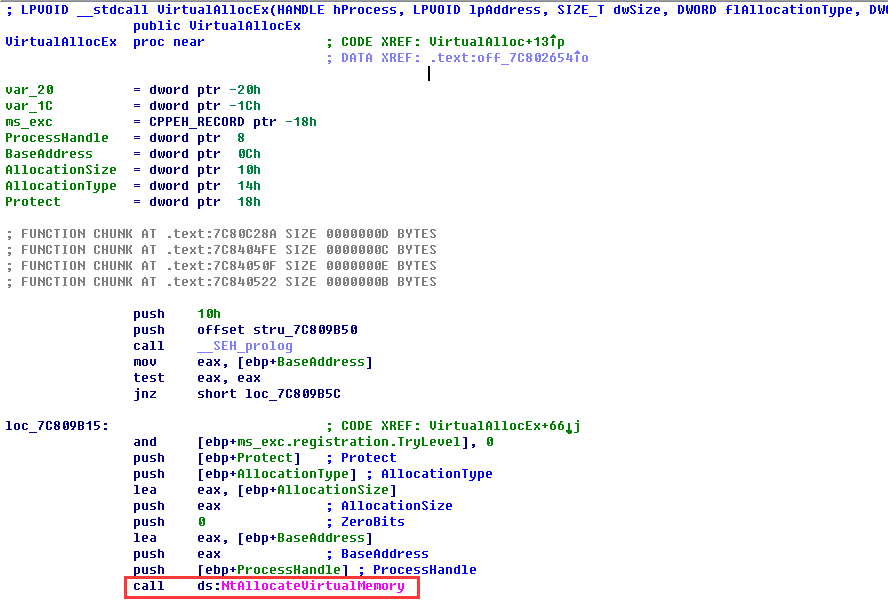 ; LPVOID __stdcall VirtualAllocEx(HANDLE hProcess, LPVOID lpAddress, SIZE_T dwSize, DWORD flAllocationType, DW
public VirtualAllocEx
VirtualAllocEx proc near ; CODE XREF: VirtualAlloc+13↑p
; DATA XREF: .text:off_7C802654↑o
var_20 = dword ptr -20h
var_1C = dword ptr -1Ch
ms_exc = CPPEH_RECORD ptr -18h
ProcessHandle = dword ptr 8
BaseAddress = dword ptr 0Ch
AllocationSize = dword ptr 10h
AllocationType = dword ptr 14h
Protect = dword ptr 18h
; FUNCTION CHUNK AT .text:7C80C28A SIZE 0000000D BYTES
; FUNCTION CHUNK AT .text:7C8404FE SIZE 0000000C BYTES
; FUNCTION CHUNK AT .text:7C84050F SIZE 0000000E BYTES
; FUNCTION CHUNK AT .text:7C840522 SIZE 0000000B BYTES
push 10h
push offset stru_7C809B50
call __SEH_prolog
mov eax, [ebp+BaseAddress]
test eax, eax
jnz short loc_7C809B5C
loc_7C809B15: ; CODE XREF: VirtualAllocEx+66↓j
and [ebp+ms_exc.registration.TryLevel], 0
push [ebp+Protect] ; Protect
push [ebp+AllocationType] ; AllocationType
lea eax, [ebp+AllocationSize]
push eax ; AllocationSize
push 0 ; ZeroBits
lea eax, [ebp+BaseAddress]
push eax ; BaseAddress
push [ebp+ProcessHandle] ; ProcessHandle
call ds:NtAllocateVirtualMemory